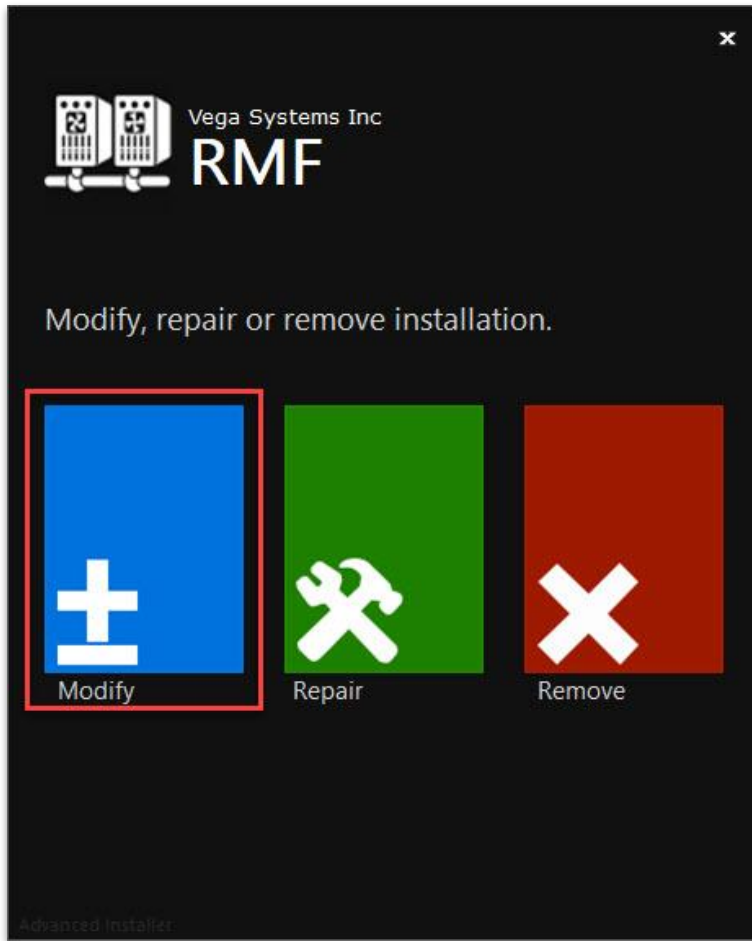 Vega Systems Inc
RMF
Modify, repair or remove installation.
Modify
Repair
Remove
Advanced Installer